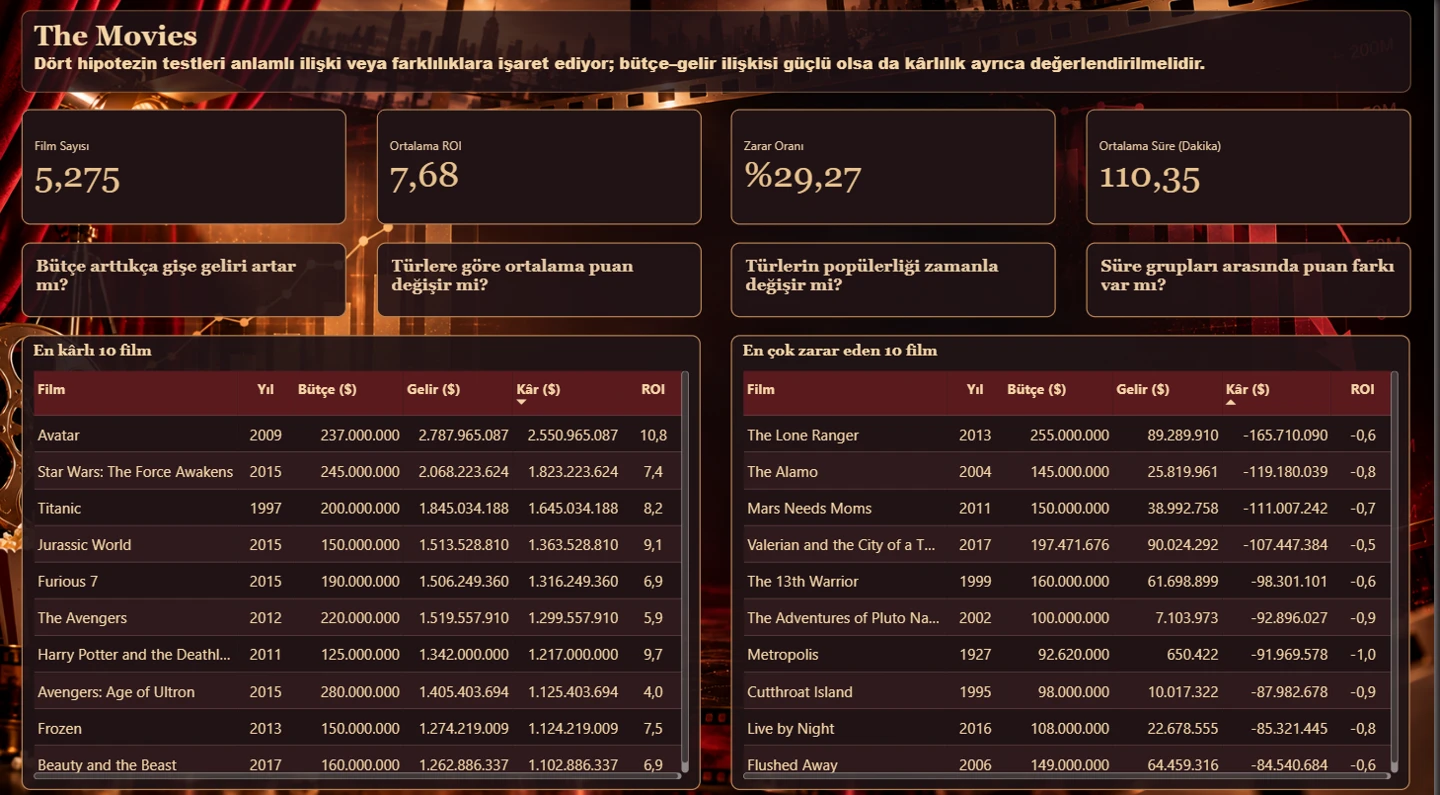 The Movies
Dört hipotezin testleri anlamlı ilişki veya farklılıklara işaret ediyor; bütçe–gelir ilişkisi güçlü olsa da kârlılık ayrıca değerlendirilmelidir.
Film Sayısı
5,275
Ortalama ROI
7,68
Zarar Oranı
%29,27
Ortalama Süre (Dakika)
110,35
Bütçe arttıkça gişe geliri artar
mı?
Türlere göre ortalama puan
değişir mi?
Türlerin popülerliği zamanla
değişir mi?
Süre grupları arasında puan farkı
var mı?
En kârlı 10 film
Film Yıl Bütçe ($) Gelir ($) Kâr ($) ROI
Avatar 2009 237.000.000 2.787.965.087 2.550.965.087 10,8
Star Wars: The Force Awakens 2015 245.000.000 2.068.223.624 1.823.223.624 7,4
Titanic 1997 200.000.000 1.845.034.188 1.645.034.188 8,2
Jurassic World 2015 150.000.000 1.513.528.810 1.363.528.810 9,1
Furious 7 2015 190.000.000 1.506.249.360 1.316.249.360 6,9
The Avengers 2012 220.000.000 1.519.557.910 1.299.557.910 5,9
Harry Potter and the Deathl... 2011 125.000.000 1.342.000.000 1.217.000.000 9,7
Avengers: Age of Ultron 2015 280.000.000 1.405.403.694 1.125.403.694 4,0
Frozen 2013 150.000.000 1.274.219.009 1.124.219.009 7,5
Beauty and the Beast 2017 160.000.000 1.262.886.337 1.102.886.337 6,9
En çok zarar eden 10 film
Film Yıl Bütçe ($) Gelir ($) Kâr ($) ROI
The Lone Ranger 2013 255.000.000 89.289.910 -165.710.090 -0,6
The Alamo 2004 145.000.000 25.819.961 -119.180.039 -0,8
Mars Needs Moms 2011 150.000.000 38.992.758 -111.007.242 -0,7
Valerian and the City of a T... 2017 197.471.676 90.024.292 -107.447.384 -0,5
The 13th Warrior 1999 160.000.000 61.698.899 -98.301.101 -0,6
The Adventures of Pluto Na... 2002 100.000.000 7.103.973 -92.896.027 -0,9
Metropolis 1927 92.620.000 650.422 -91.969.578 -1,0
Cutthroat Island 1995 98.000.000 10.017.322 -87.982.678 -0,9
Live by Night 2016 108.000.000 22.678.555 -85.321.445 -0,8
Flushed Away 2006 149.000.000 64.459.316 -84.540.684 -0,6